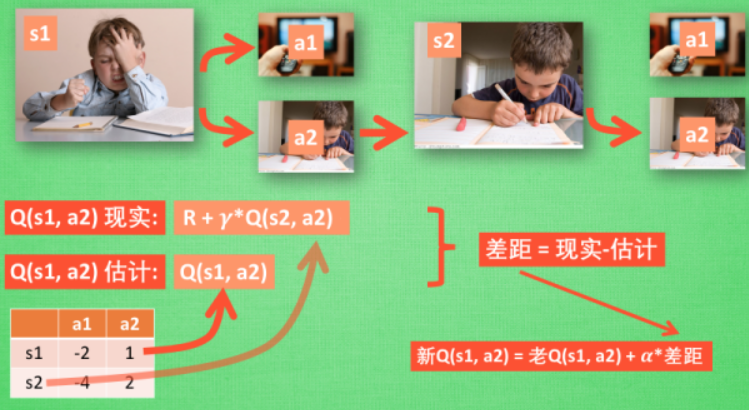 s1
a1
s2
a1
a2
a2
Q(s1, a2) 现实: R + γ*Q(s2, a2)
差距 = 现实-估计
Q(s1, a2) 估计: Q(s1, a2)
a1 a2
s1 -2 1
新Q(s1, a2) = 老Q(s1, a2) + α*差距
s2 -4 2